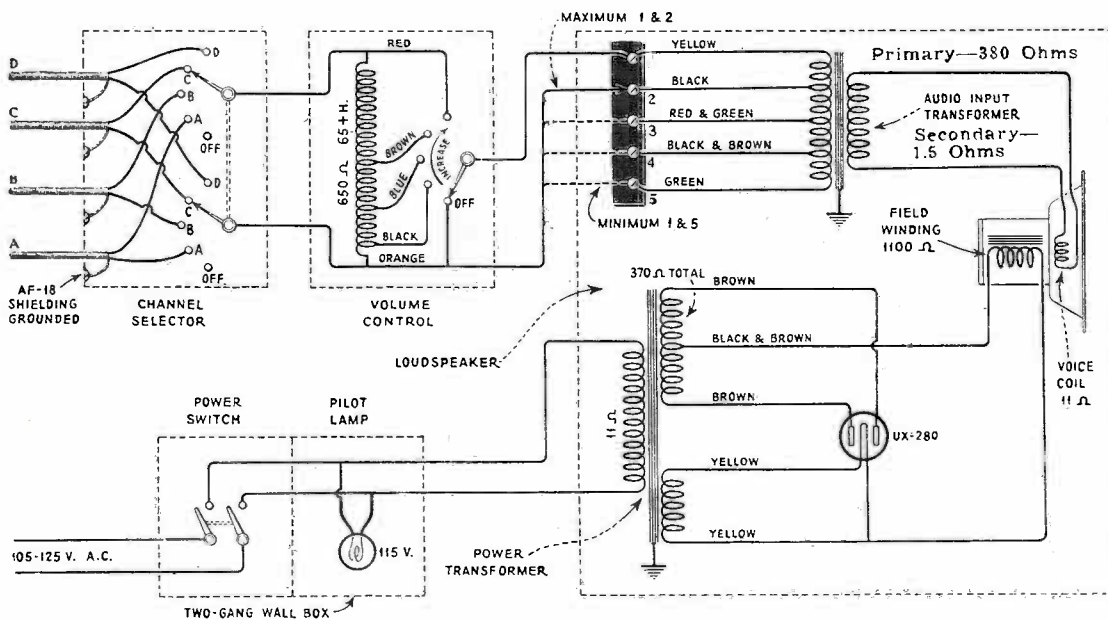 MAXIMUM 1 & 2
D
C
B
A
D
C
B
A
OFF
D
C
B
A
OFF
AF-18
SHIELDING
GROUNDED
CHANNEL
SELECTOR
RED
65+H.
650 Ω
BROWN
BLUE
INCREASE
OFF
BLACK
ORANGE
VOLUME
CONTROL
1
2
3
4
5
YELLOW
BLACK
RED & GREEN
BLACK & BROWN
GREEN
MINIMUM 1 & 5
Primary—380 Ohms
AUDIO INPUT
TRANSFORMER
Secondary—
1.5 Ohms
FIELD
WINDING
1100 Ω
VOICE
COIL
11 Ω
370 Ω TOTAL
BROWN
BLACK & BROWN
BROWN
YELLOW
YELLOW
UX-280
LOUDSPEAKER
11 Ω
POWER
TRANSFORMER
POWER
SWITCH
PILOT
LAMP
115 V.
105-125 V. A.C.
TWO-GANG WALL BOX